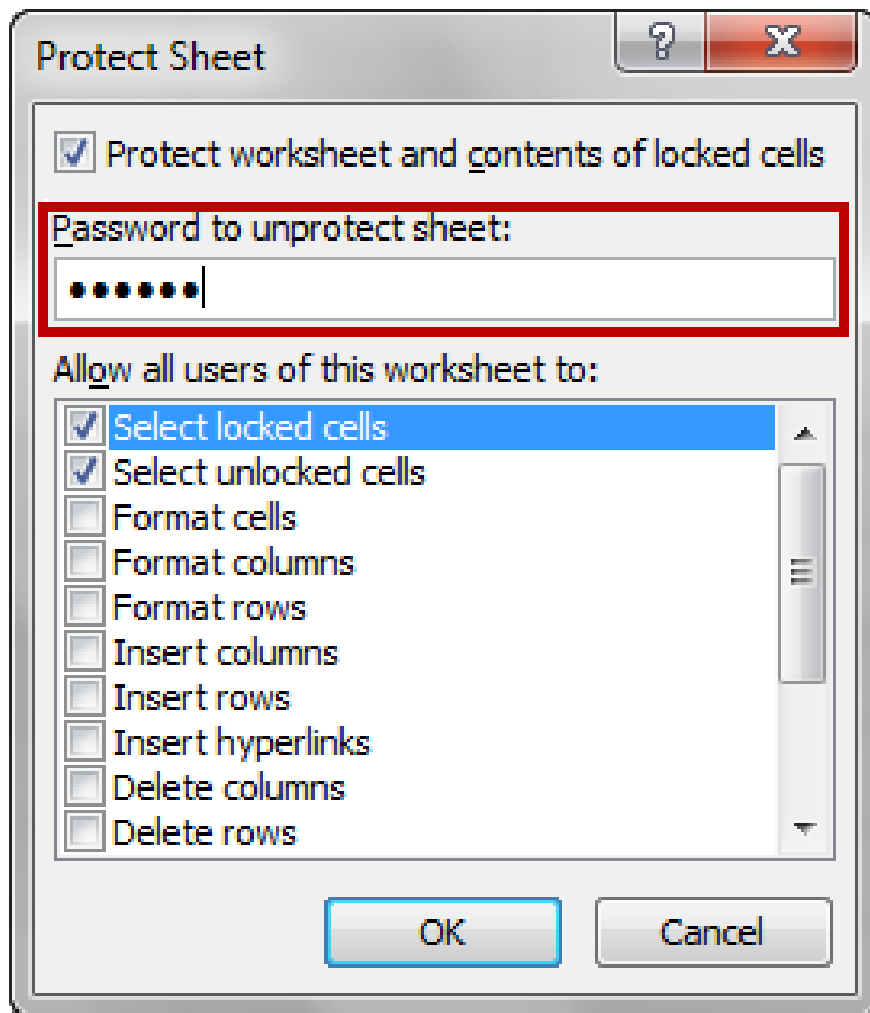 Protect Sheet
?
Protect worksheet and contents of locked cells
Password to unprotect sheet:
••••••
Allow all users of this worksheet to:
Select locked cells
Select unlocked cells
Format cells
Format columns
Format rows
Insert columns
Insert rows
Insert hyperlinks
Delete columns
Delete rows
OK Cancel